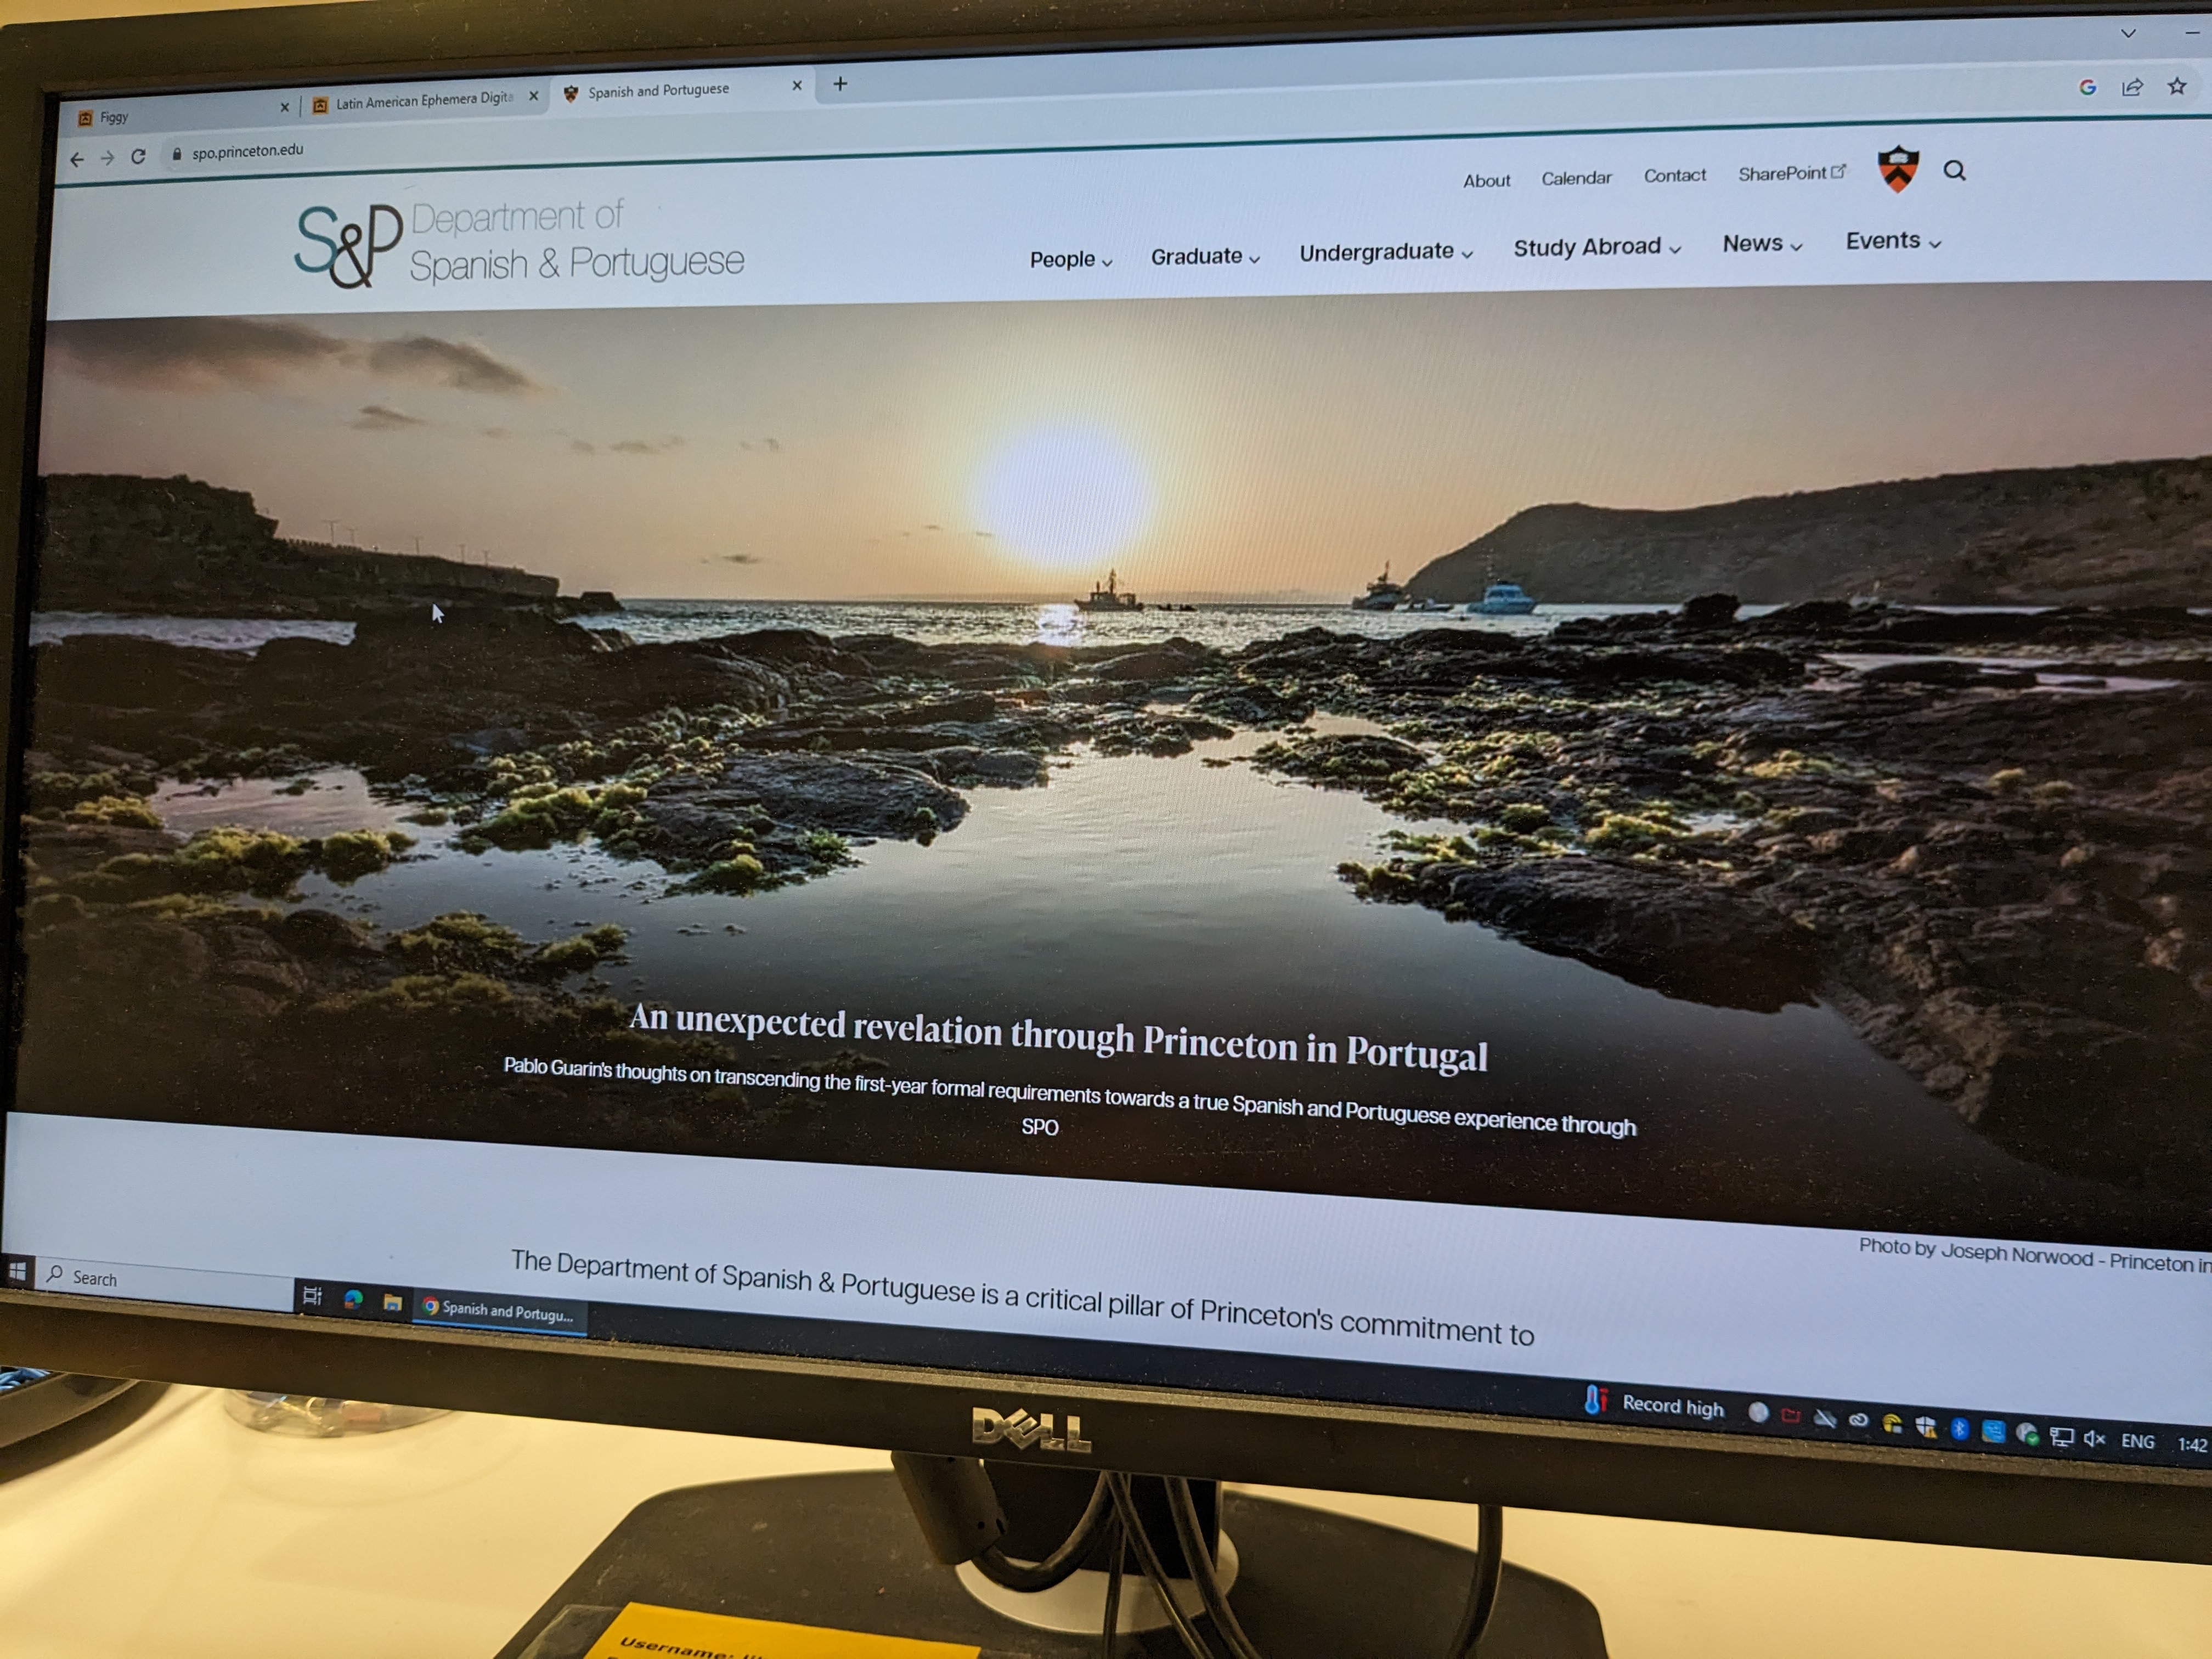 Figgy
Latin American Ephemera Digita
Spanish and Portuguese
spo.princeton.edu
About Calendar Contact SharePoint
S&P Department of
Spanish & Portuguese
People Graduate Undergraduate Study Abroad News Events
An unexpected revelation through Princeton in Portugal
Pablo Guarin's thoughts on transcending the first-year formal requirements towards a true Spanish and Portuguese experience through
SPO
Photo by Joseph Norwood - Princeton in
The Department of Spanish & Portuguese is a critical pillar of Princeton's commitment to
Search
Spanish and Portugu...
Record high
ENG 1:42
DELL
Username: